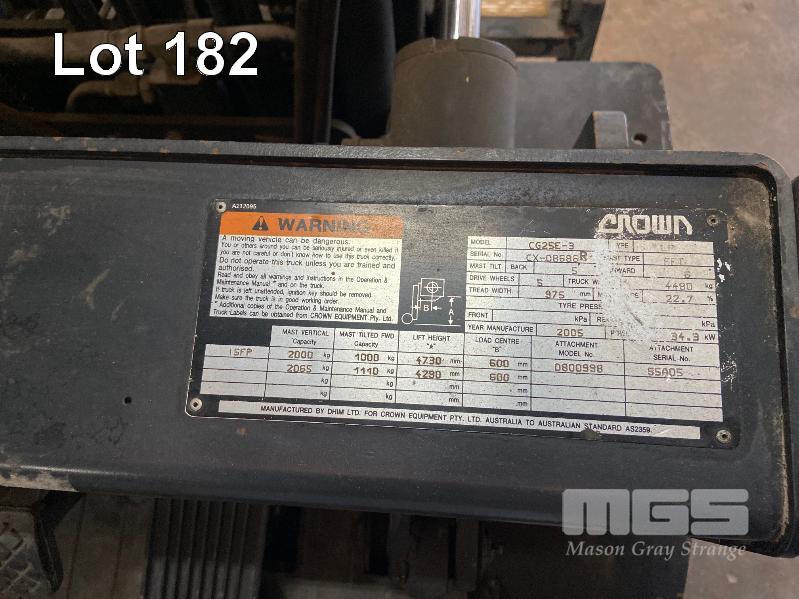 Lot 182
A212095
WARNING
A moving vehicle can be dangerous.
You or others around you can be seriously injured or even killed if
you are not careful or do not know how to use this truck correctly.
Do not operate this truck unless you are trained and
authorised.
Read and obey all warnings and instructions in the Operation &
Maintenance Manual * and on the truck.
If truck is left unattended, ignition key should be removed.
Make sure the truck is in good working order.
* Additional copies of the Operation & Maintenance Manual and
Truck Labels can be obtained from CROWN EQUIPMENT Pty. Ltd.
CROWN
MODEL CG25E-3 TYPE LP
SERIAL No. CX-08686R MAST TYPE FFT
MAST TILT BACK 5
DRIVE WHEELS S TRUCK 4480 kg
TREAD WIDTH 975 mm 22.7 %
TYRE PRESS
FRONT kPa kPa
YEAR MANUFACTURE 2005 34.3 kW
B
A
MAST VERTICAL Capacity
MAST TILTED FWD Capacity
LIFT HEIGHT "A"
LOAD CENTRE "B"
ATTACHMENT MODEL No.
ATTACHMENT SERIAL No.
ISFP 2000 kg 1000 kg 4730 mm 600 mm 0800998 SSA05
2065 kg 1110 kg 4290 mm 600 mm
kg kg mm mm
MANUFACTURED BY DHIM LTD. FOR CROWN EQUIPMENT PTY. LTD. AUSTRALIA TO AUSTRALIAN STANDARD AS2359.
MGS
Mason Gray Strange